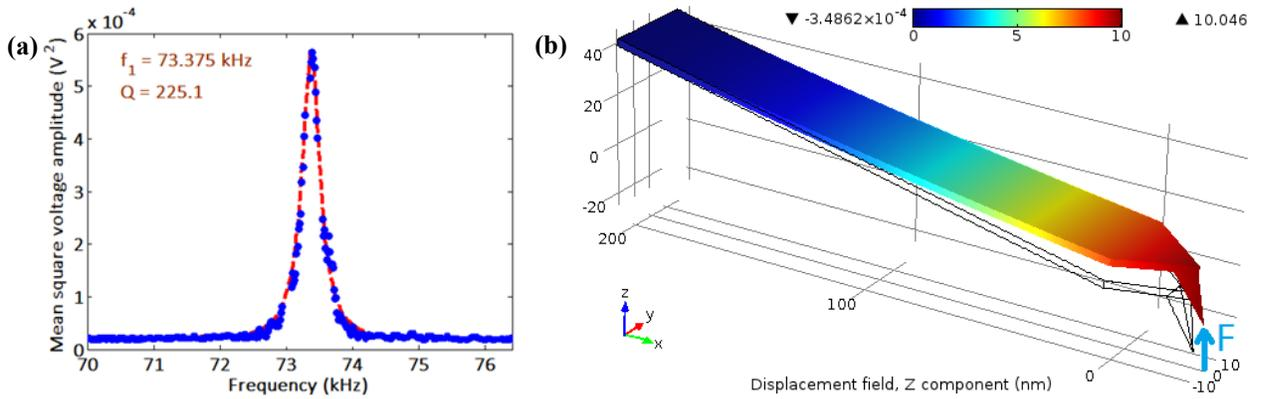 (a)
x 10⁻⁴
Mean square voltage amplitude (V²)
6
5
4
3
2
1
0
f₁ = 73.375 kHz
Q = 225.1
70 71 72 73 74 75 76
Frequency (kHz)
(b)
▼ -3.4862×10⁻⁴
0 5 10
▲ 10.046
40
20
0
-20
200
100
0
10
0
-10
z
y
x
F
Displacement field, Z component (nm)